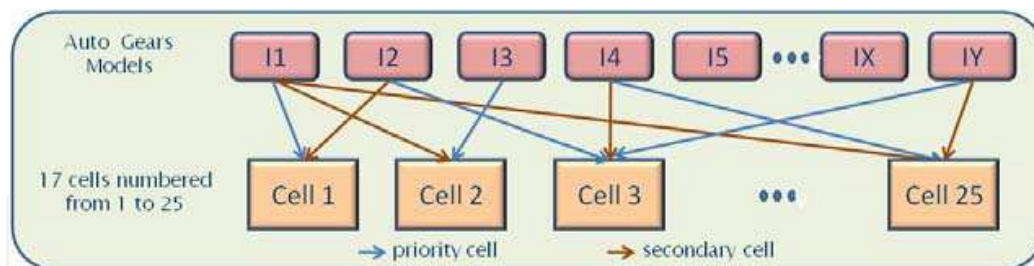 Auto Gears
Models
I1 I2 I3 I4 I5 ••• IX IY
17 cells numbered
from 1 to 25
Cell 1 Cell 2 Cell 3 ••• Cell 25
priority cell secondary cell